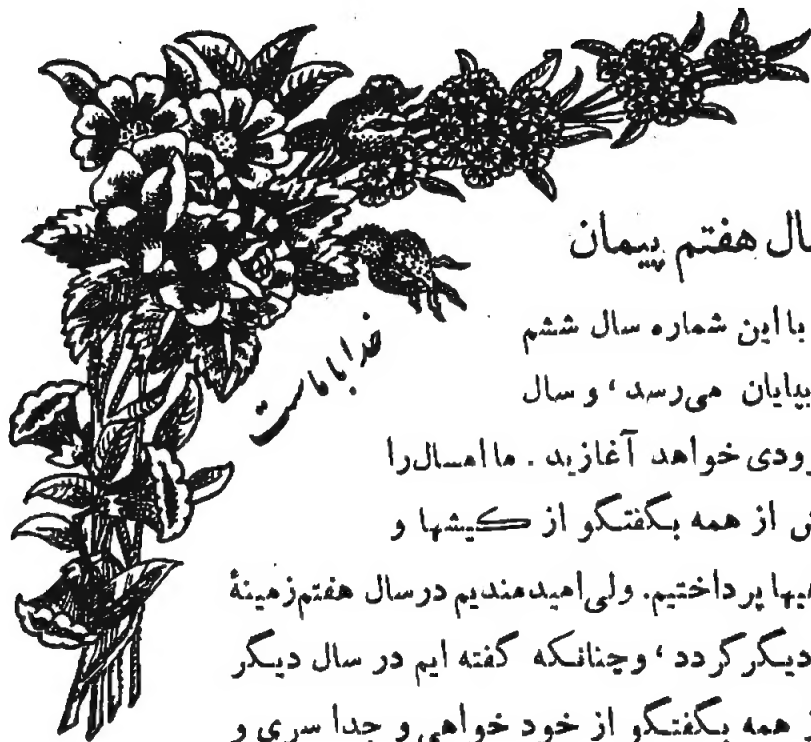 سال هفتم پیمان
با این شماره سال ششم
بپایان می‌رسد، و سال
خواهد آغازید. ما امسال را
از همه بگفتگو از کیشها و
پرداختیم. ولی امیدمندیم در سال هفتم زمینهٔ
دیگر گردد، و چنانکه گفته ایم در سال دیگر
همه بگفتگو از خود خواهی و جدا سری و
خدا با ماست